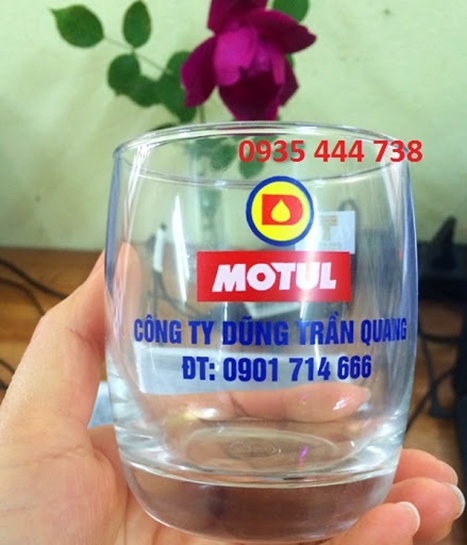 0935 444 738
D
MOTUL
CÔNG TY DŨNG TRẦN QUANG
ĐT: 0901 714 666